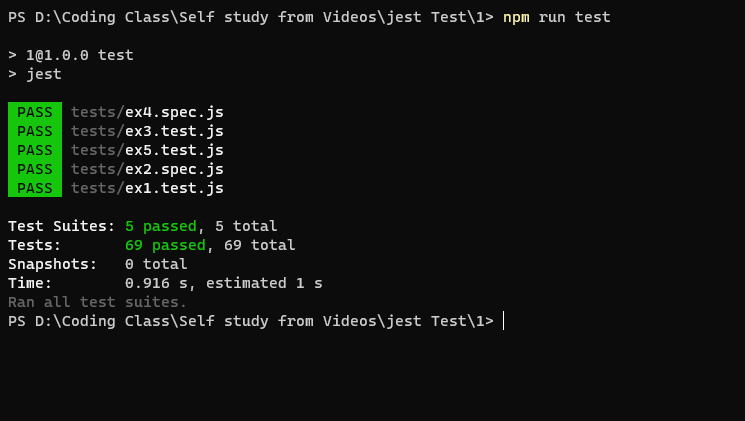 PS D:\Coding Class\Self study from Videos\jest Test\1> npm run test
> 1@1.0.0 test
> jest
PASS tests/ex4.spec.js
PASS tests/ex3.test.js
PASS tests/ex5.test.js
PASS tests/ex2.spec.js
PASS tests/ex1.test.js
Test Suites: 5 passed, 5 total
Tests: 69 passed, 69 total
Snapshots: 0 total
Time: 0.916 s, estimated 1 s
Ran all test suites.
PS D:\Coding Class\Self study from Videos\jest Test\1>